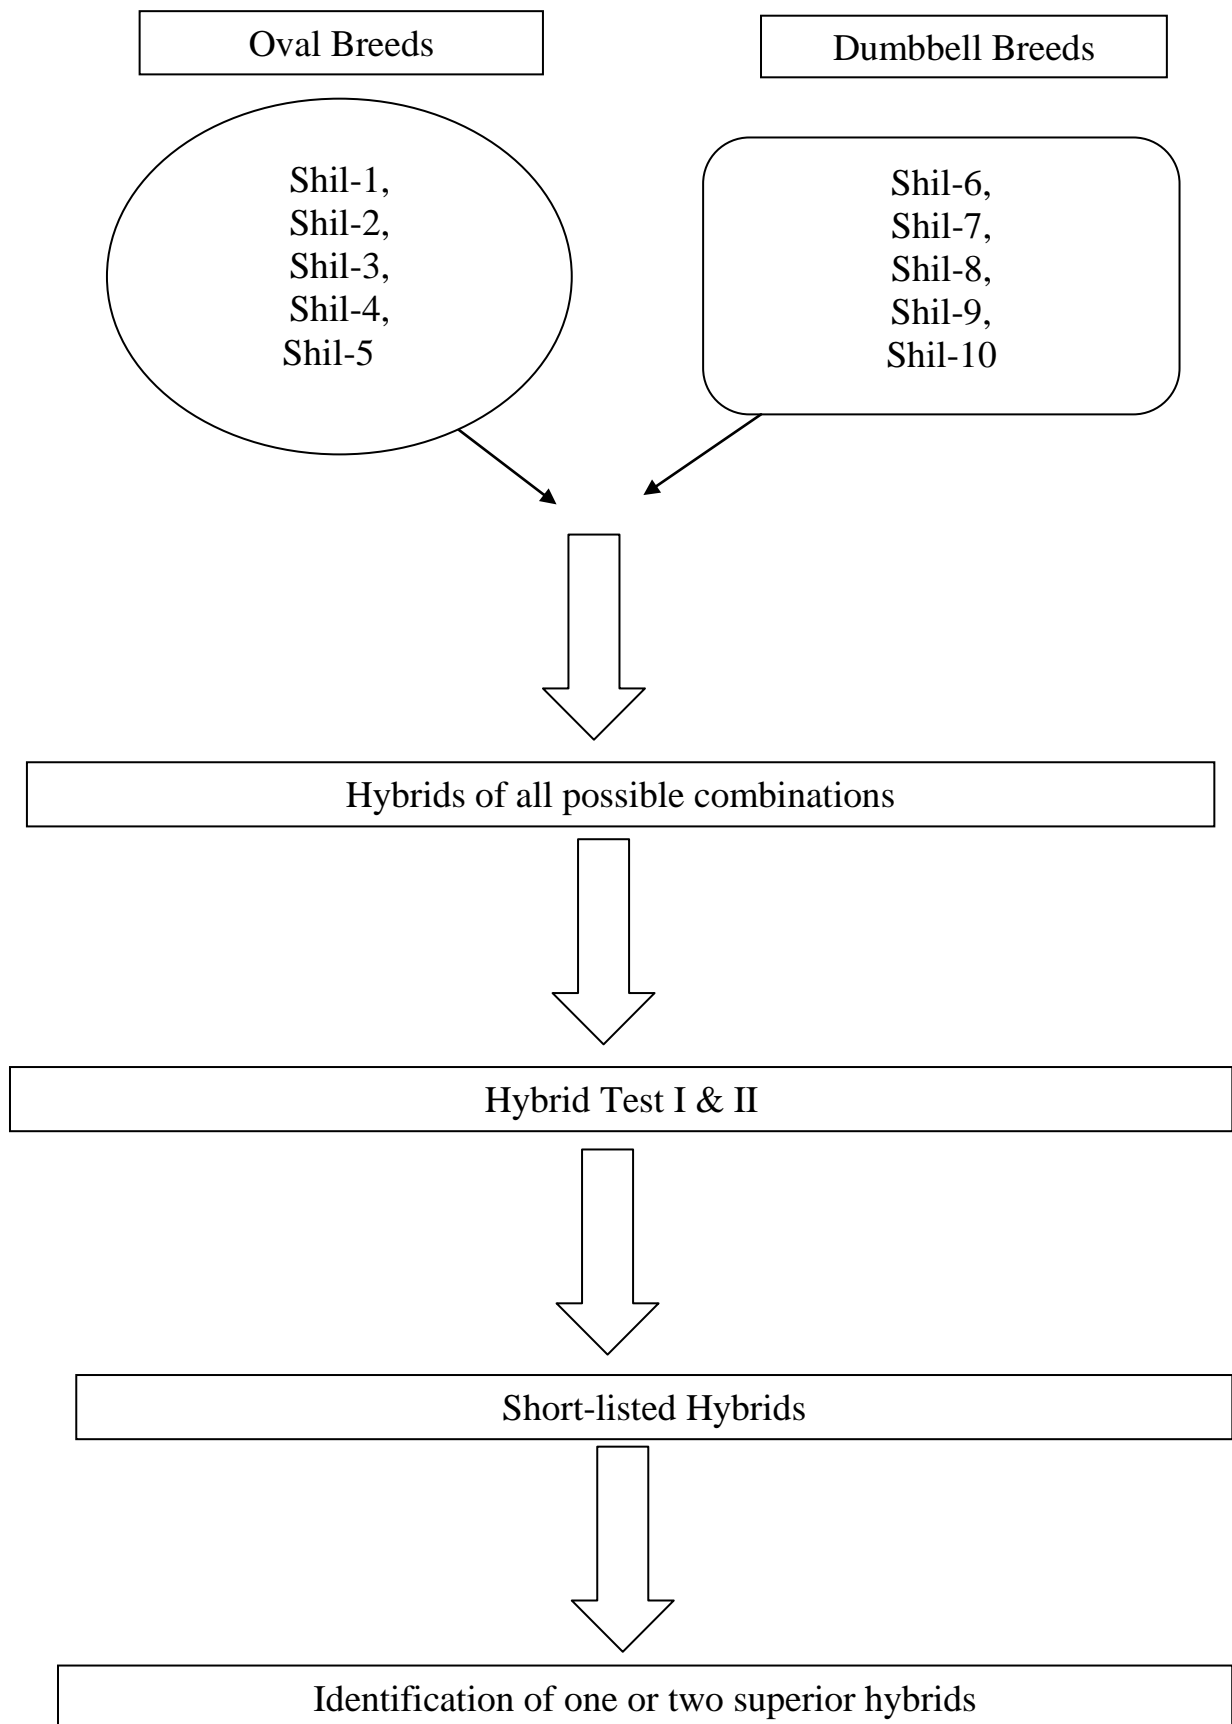 Oval Breeds
Dumbbell Breeds
Shil-1,
Shil-2,
Shil-3,
Shil-4,
Shil-5
Shil-6,
Shil-7,
Shil-8,
Shil-9,
Shil-10
Hybrids of all possible combinations
Hybrid Test I & II
Short-listed Hybrids
Identification of one or two superior hybrids